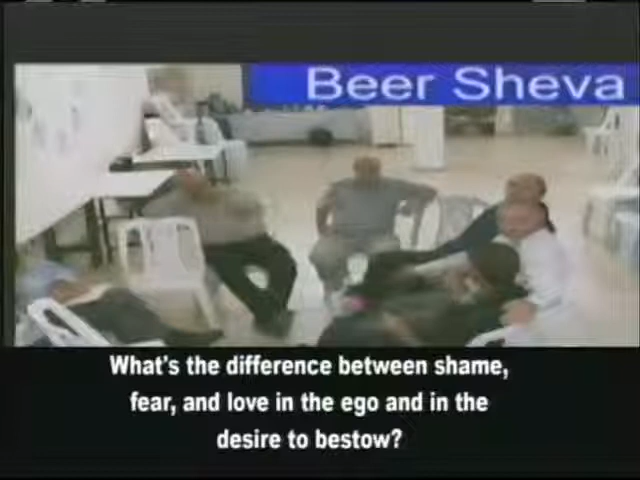 Beer Sheva
What's the difference between shame,
fear, and love in the ego and in the
desire to bestow?